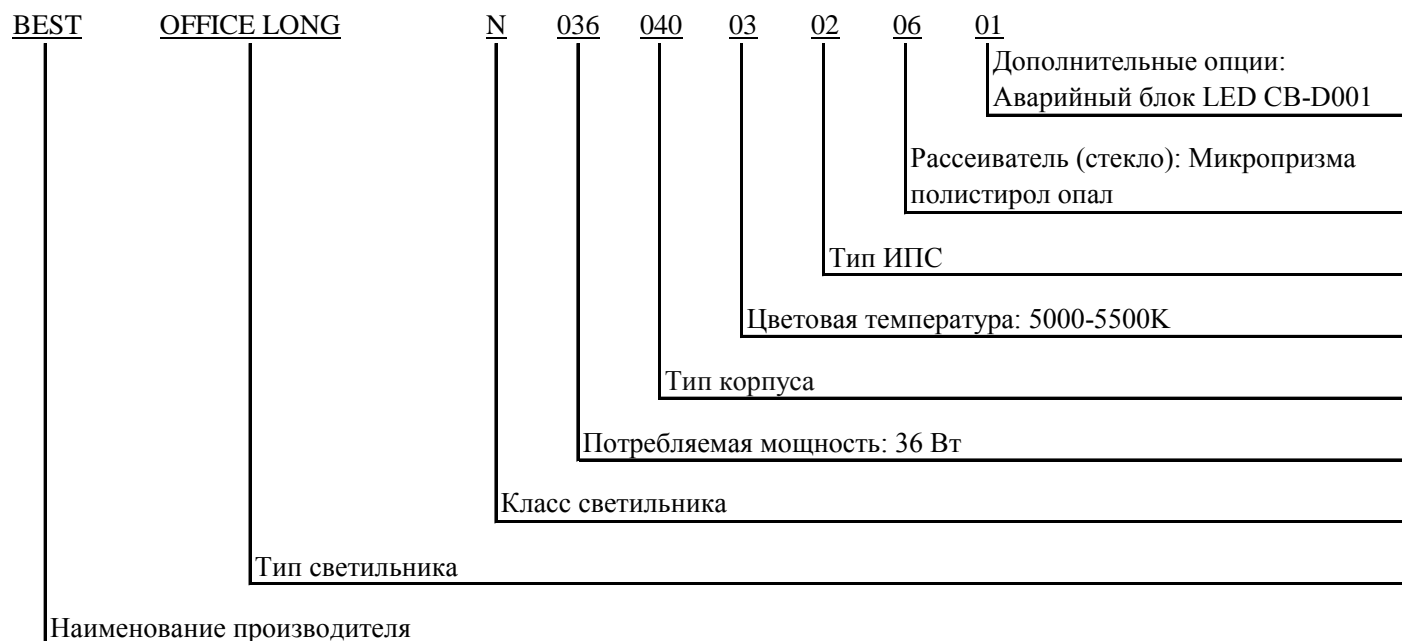 BEST OFFICE LONG N 036 040 03 02 06 01
Дополнительные опции:
Аварийный блок LED CB-D001
Рассеиватель (стекло): Микропризма
полистирол опал
Тип ИПС
Цветовая температура: 5000-5500К
Тип корпуса
Потребляемая мощность: 36 Вт
Класс светильника
Тип светильника
Наименование производителя